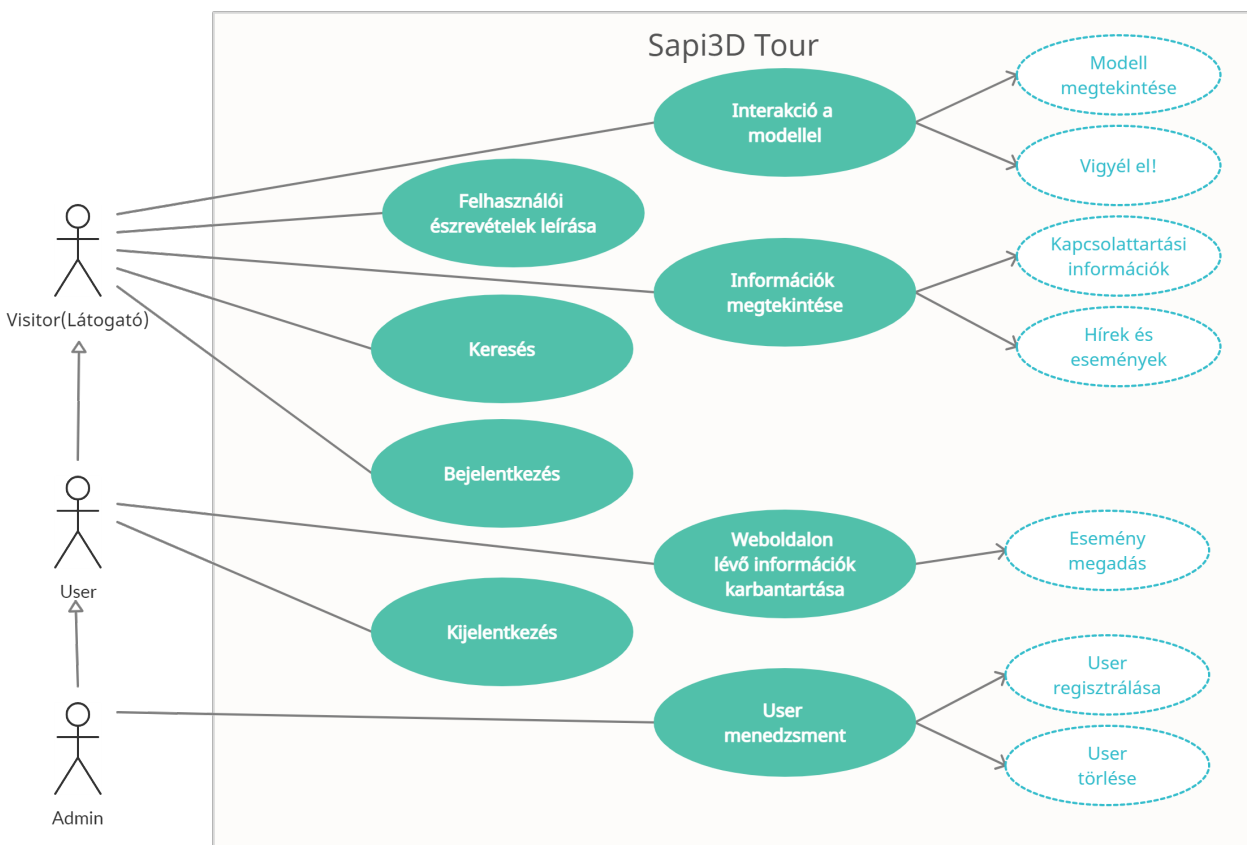 Sapi3D Tour
Modell
megtekintése
Interakció a
modellel
Vigyél el!
Felhasználói
észrevételek leírása
Kapcsolattartási
információk
Információk
megtekintése
Visitor(Látogató)
Hírek és
események
Keresés
Bejelentkezés
Weboldalon
lévő információk
karbantartása
Esemény
megadás
User
Kijelentkezés
User
regisztrálása
User
menedzsment
User
törlése
Admin